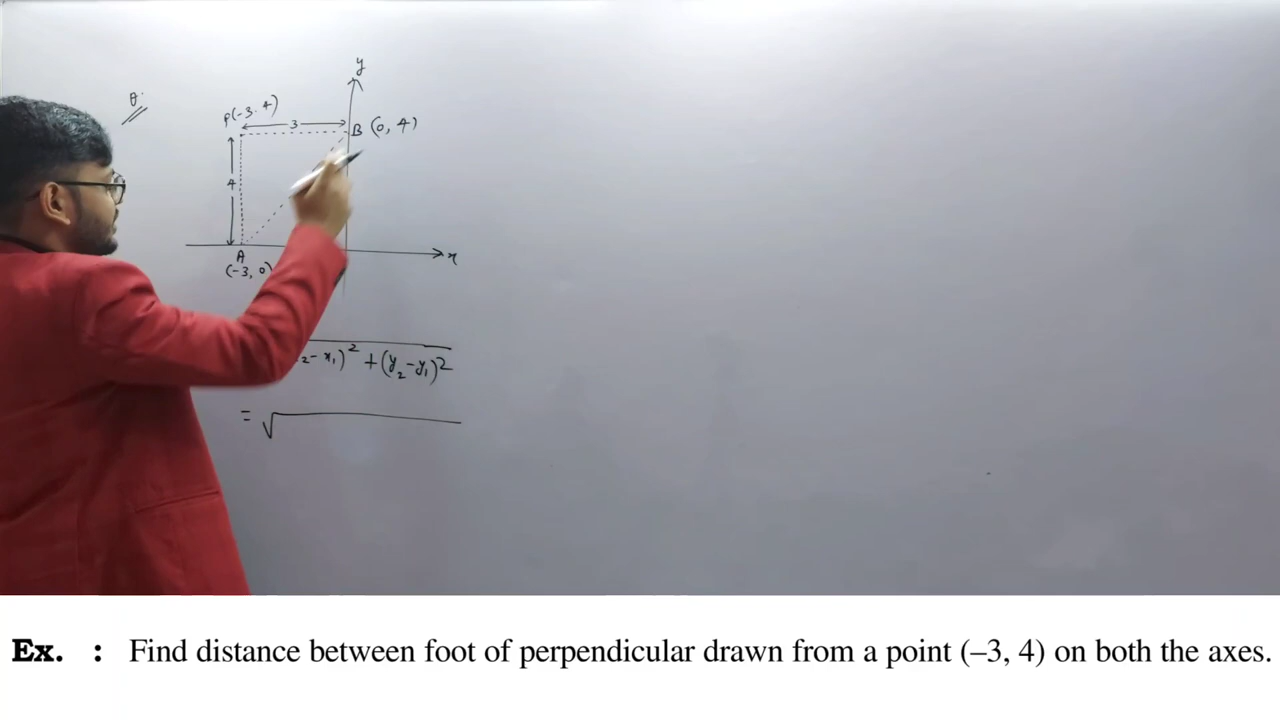 θ.
y
P(-3. 4)
3
B (0, 4)
4
A
x
(-3, 0)
₂- x₁)² + (y₂-y₁)²
= √
Ex. : Find distance between foot of perpendicular drawn from a point (–3, 4) on both the axes.